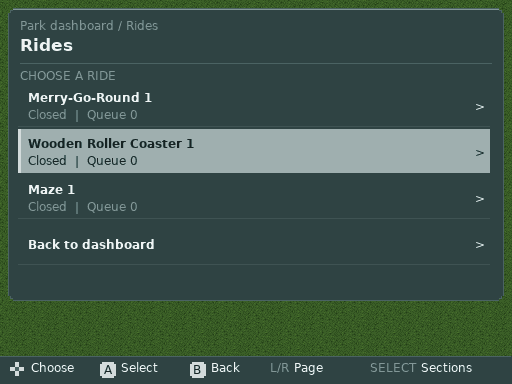 Park dashboard / Rides
Rides
CHOOSE A RIDE
Merry-Go-Round 1
Closed | Queue 0
>
Wooden Roller Coaster 1
Closed | Queue 0
>
Maze 1
Closed | Queue 0
>
Back to dashboard >
Choose A Select B Back L/R Page SELECT Sections